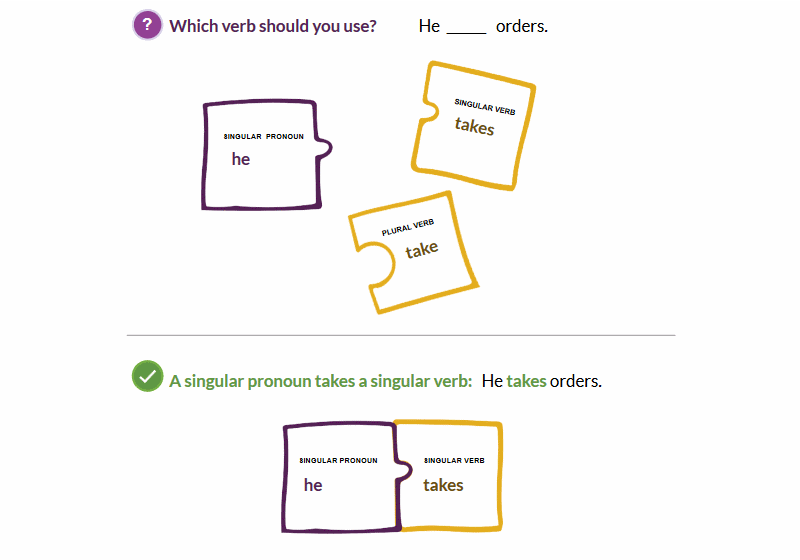 ? Which verb should you use? He _____ orders.
SINGULAR VERB
takes
SINGULAR PRONOUN
he
PLURAL VERB
take
A singular pronoun takes a singular verb: He takes orders.
SINGULAR PRONOUN SINGULAR VERB
he takes